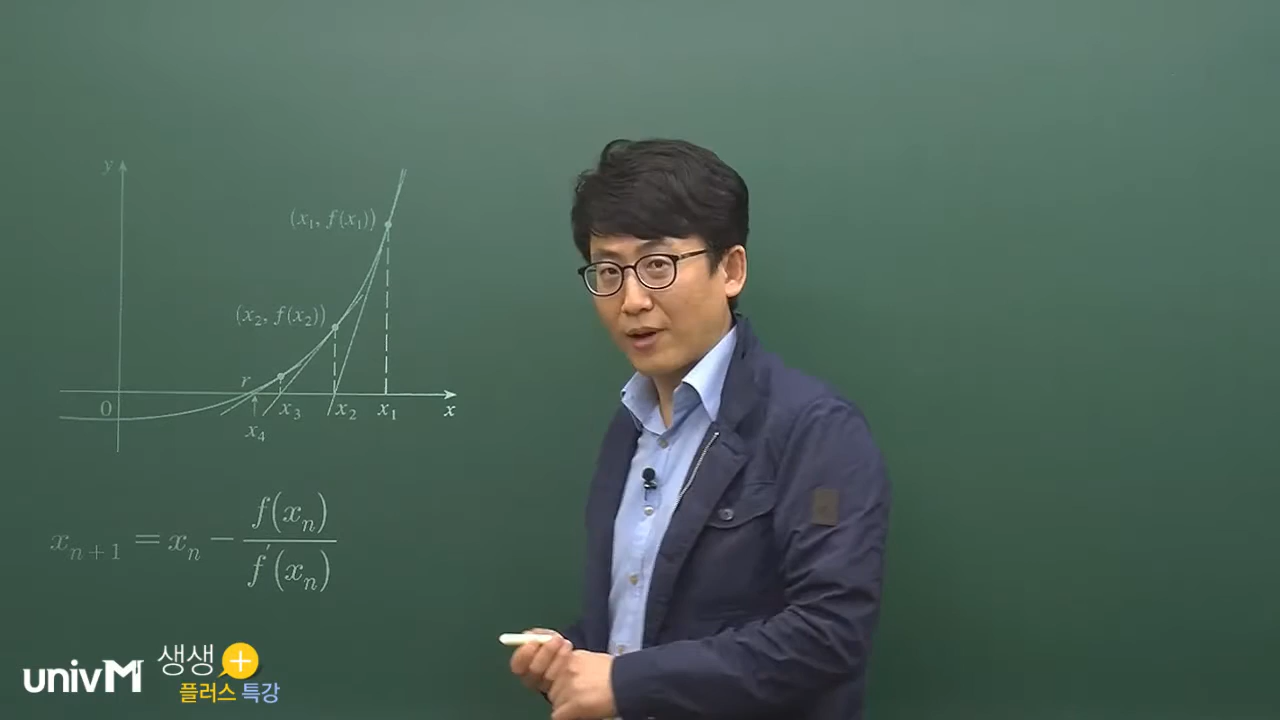 y
(x₁, f(x₁))
(x₂, f(x₂))
r
0
x₃
x₂
x₁
x
x₄
xₙ₊₁ = xₙ − f(xₙ) / f′(xₙ)
univM 생생+
플러스 특강